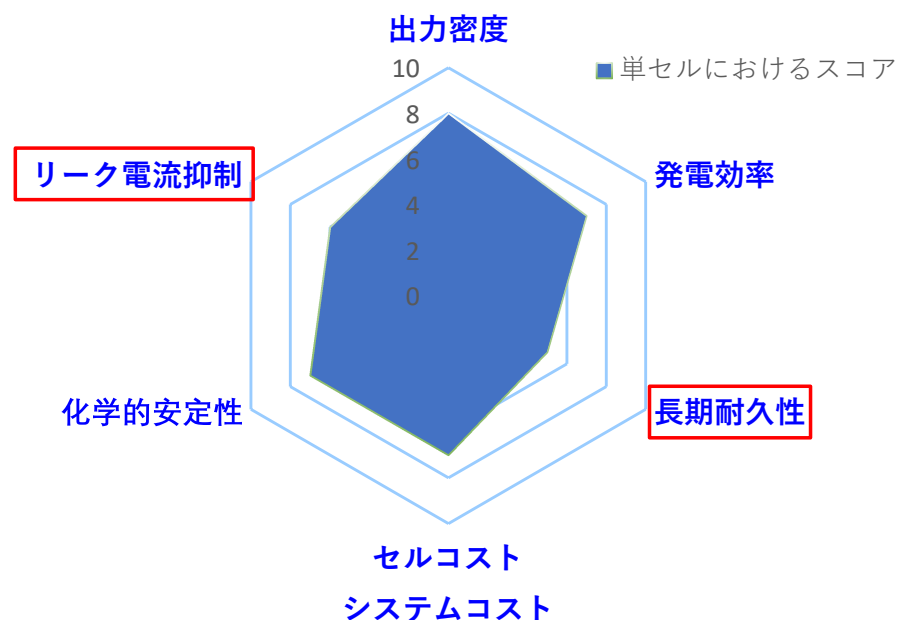 出力密度
単セルにおけるスコア
10
8
6
4
2
0
リーク電流抑制
発電効率
化学的安定性
長期耐久性
セルコスト
システムコスト